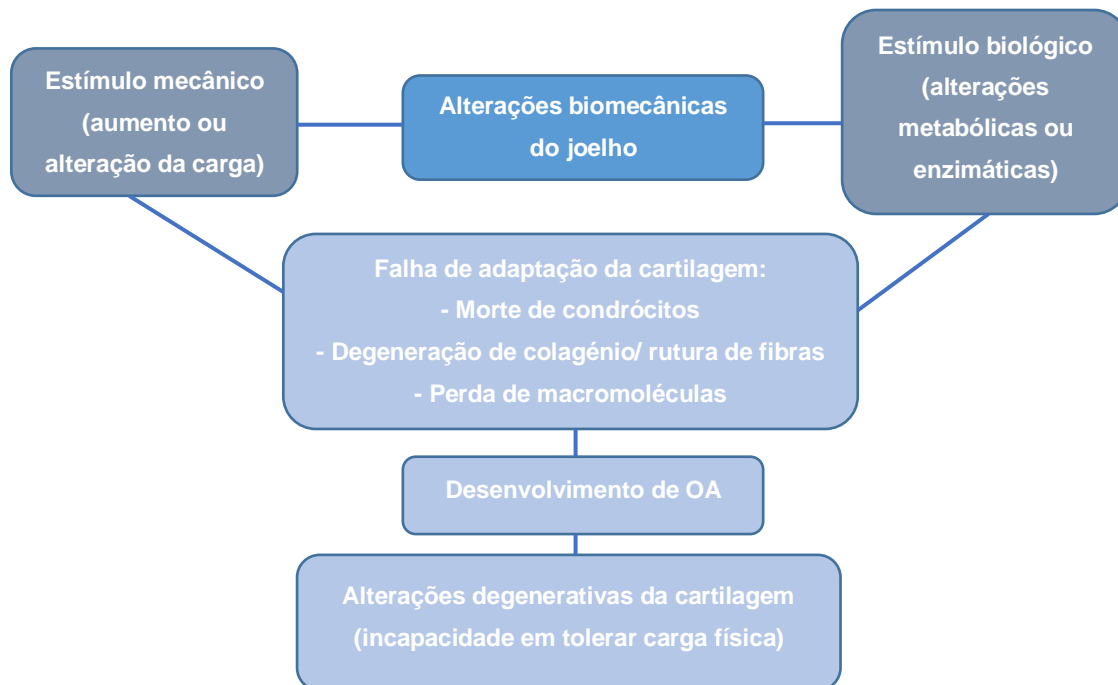 Estímulo mecânico
(aumento ou
alteração da carga)
Alterações biomecânicas
do joelho
Estímulo biológico
(alterações
metabólicas ou
enzimáticas)
Falha de adaptação da cartilagem:
- Morte de condrócitos
- Degeneração de colagénio/ rutura de fibras
- Perda de macromoléculas
Desenvolvimento de OA
Alterações degenerativas da cartilagem
(incapacidade em tolerar carga física)